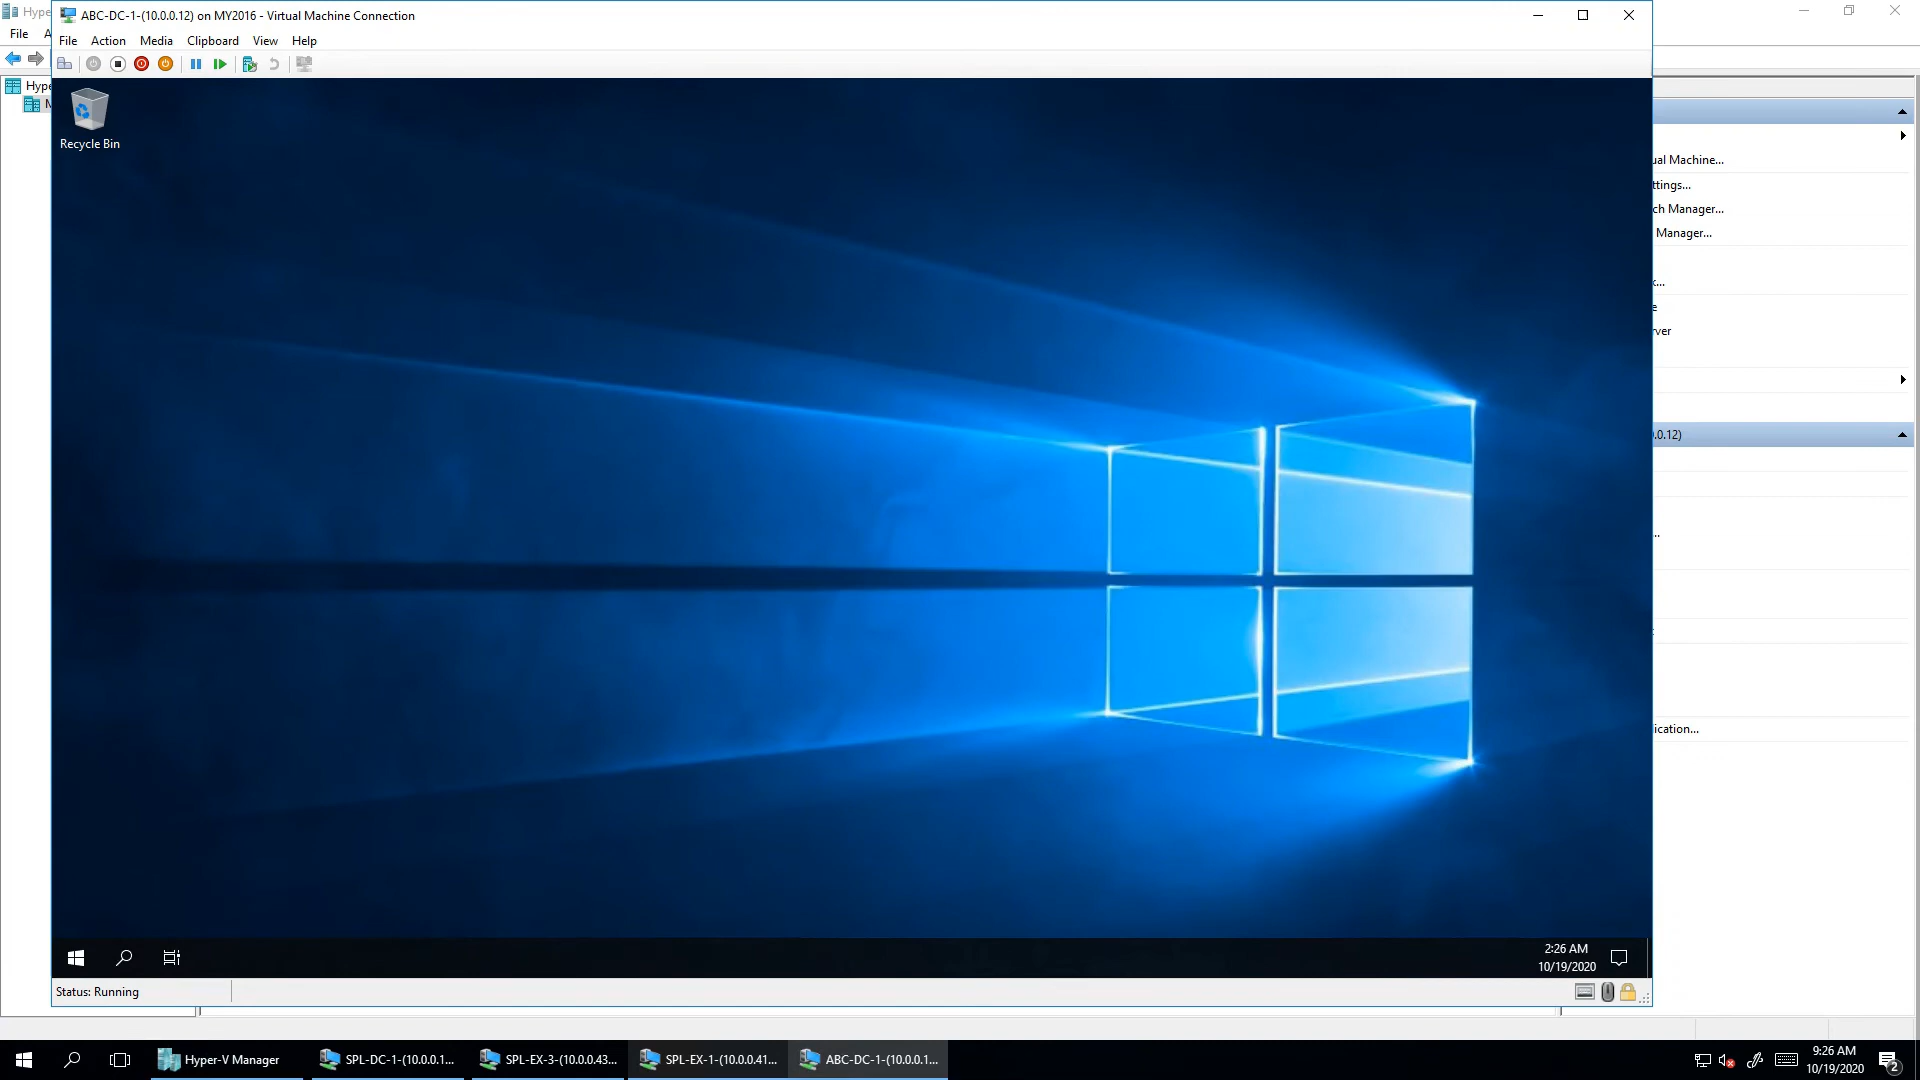 Hype
ABC-DC-1-(10.0.0.12) on MY2016 - Virtual Machine Connection
File A
File Action Media Clipboard View Help
Hype
M
Recycle Bin
ual Machine...
ttings...
ch Manager...
Manager...
k...
e
rver
.0.12)
...
t
ication...
2:26 AM
10/19/2020
Status: Running
Hyper-V Manager
SPL-DC-1-(10.0.0.1...
SPL-EX-3-(10.0.0.43...
SPL-EX-1-(10.0.0.41...
ABC-DC-1-(10.0.0.1...
9:26 AM
10/19/2020
2